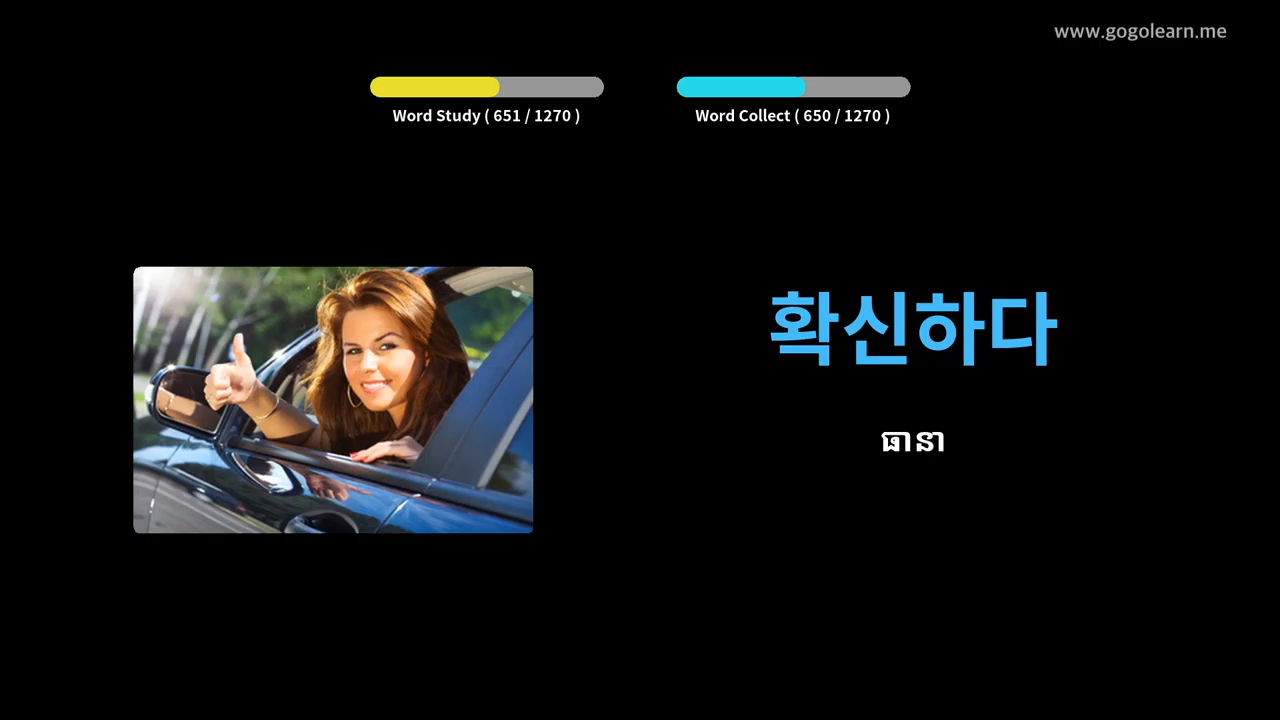 www.gogolearn.me
Word Study ( 651 / 1270 )
Word Collect ( 650 / 1270 )
확신하다
ធានា